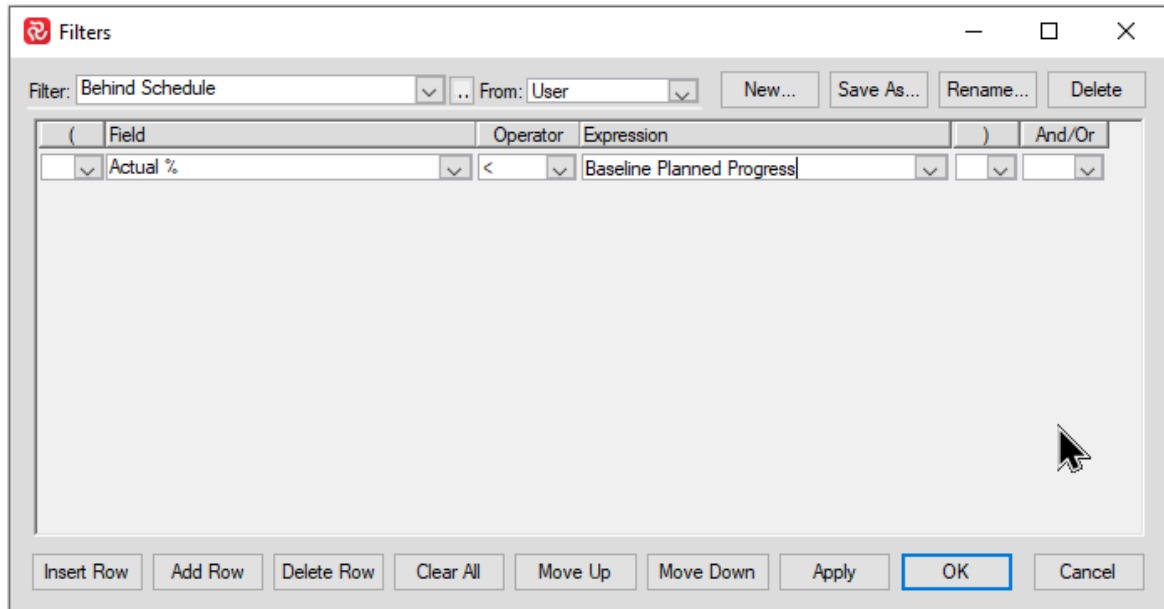 Filters
Filter: Behind Schedule .. From: User New... Save As... Rename... Delete
( Field Operator Expression ) And/Or
Actual % < Baseline Planned Progress
Insert Row Add Row Delete Row Clear All Move Up Move Down Apply OK Cancel